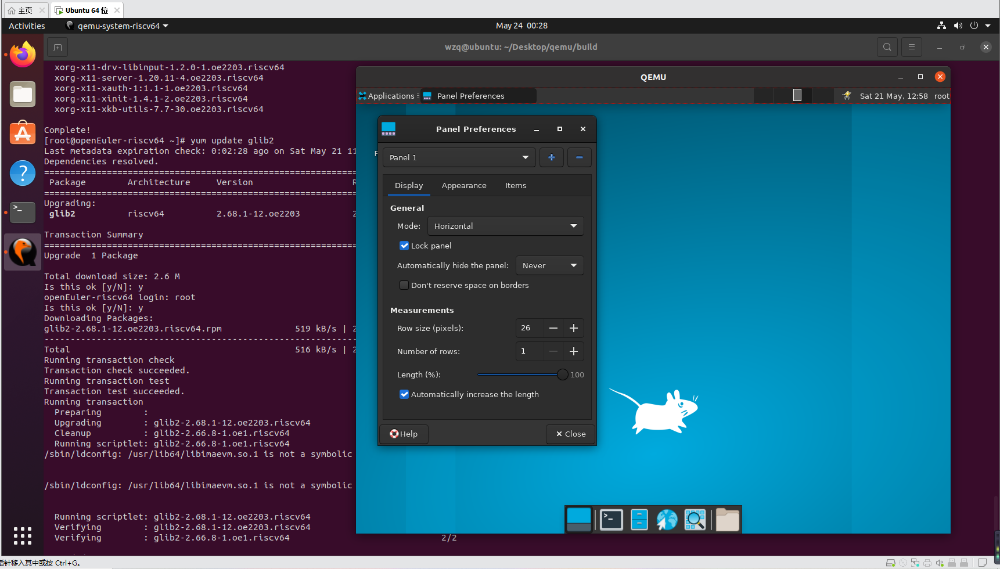 主页
Ubuntu 64 位
Activities
qemu-system-riscv64
May 24 00:28
wzq@ubuntu: ~/Desktop/qemu/build
xorg-x11-drv-libinput-1.2.0-1.oe2203.riscv64
xorg-x11-server-1.20.11-4.oe2203.riscv64
xorg-x11-xauth-1:1.1-1.oe2203.riscv64
xorg-x11-xinit-1.4.1-2.oe2203.riscv64
xorg-x11-xkb-utils-7.7-30.oe2203.riscv64
Complete!
[root@openEuler-riscv64 ~]# yum update glib2
Last metadata expiration check: 0:02:28 ago on Sat May 21 11
Dependencies resolved.
================================================================
Package Architecture Version R
================================================================
Upgrading:
glib2 riscv64 2.68.1-12.oe2203 2
Transaction Summary
================================================================
Upgrade 1 Package
Total download size: 2.6 M
Is this ok [y/N]: y
openEuler-riscv64 login: root
Is this ok [y/N]: y
Downloading Packages:
glib2-2.68.1-12.oe2203.riscv64.rpm 519 kB/s | 2
----------------------------------------------------------------
Total 516 kB/s | 2
Running transaction check
Transaction check succeeded.
Running transaction test
Transaction test succeeded.
Running transaction
Preparing :
Upgrading : glib2-2.68.1-12.oe2203.riscv64
Cleanup : glib2-2.66.8-1.oe1.riscv64
Running scriptlet: glib2-2.66.8-1.oe1.riscv64
/sbin/ldconfig: /usr/lib64/libimaevm.so.1 is not a symbolic
/sbin/ldconfig: /usr/lib64/libimaevm.so.1 is not a symbolic
Running scriptlet: glib2-2.68.1-12.oe2203.riscv64
Verifying : glib2-2.68.1-12.oe2203.riscv64
Verifying : glib2-2.66.8-1.oe1.riscv64 2/2
QEMU
Applications
Panel Preferences
Sat 21 May, 12:58
root
Panel Preferences
Panel 1
Display
Appearance
Items
General
Mode: Horizontal
Lock panel
Automatically hide the panel: Never
Don't reserve space on borders
Measurements
Row size (pixels): 26
Number of rows: 1
Length (%): 100
Automatically increase the length
Help
Close
指针移入其中或按 Ctrl+G。